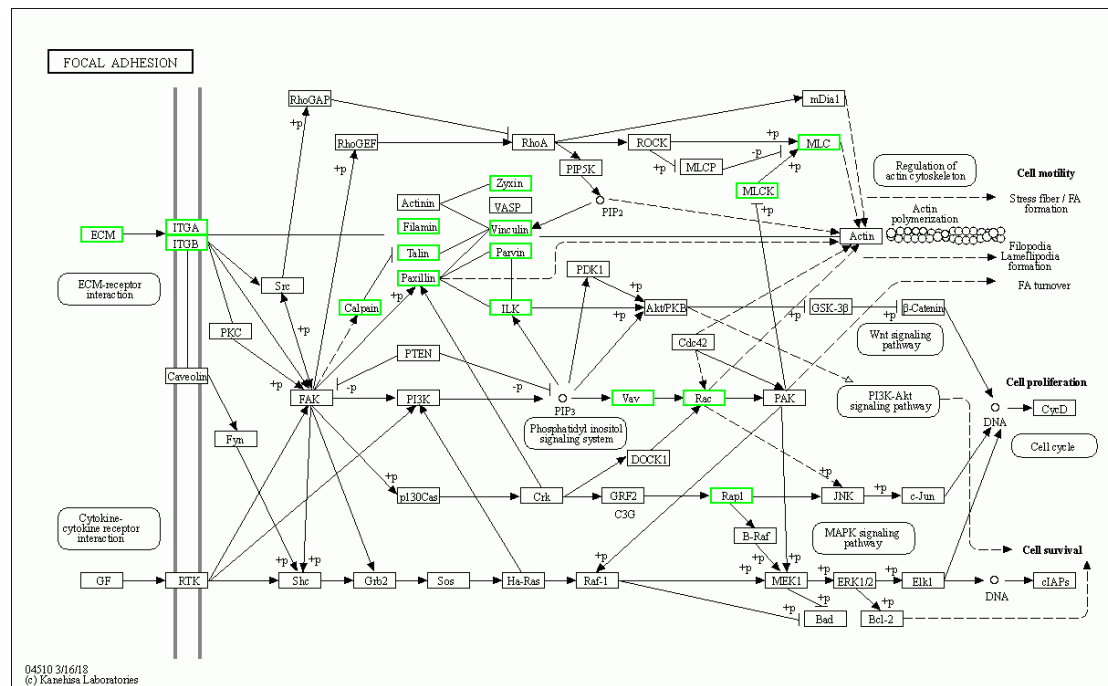 FOCAL ADHESION
RhoGAP
mDia1
+p
RhoGEF
RhoA
ROCK
+p
MLC
-p
+p
+p
MLCP
+p
PIP5K
Regulation of
actin cytoskeleton
Cell motility
Zyxin
MLCK
Actinin
VASP
PIP2
+p
Stress fiber / FA
formation
ECM
ITGA
ITGB
Filamin
Vinculin
Actin
Actin
polymerization
Talin
Parvin
Filopodia
Lamellipodia
formation
ECM-receptor
interaction
Src
Paxillin
PDK1
+p
FA turnover
Calpain
+p
ILK
Akt/PKB
GSK-3β
β-Catenin
PKC
+p
+p
Cdc42
Wnt signaling
pathway
PTEN
Caveolin
+p
-p
-p
FAK
PI3K
PIP3
Vav
Rac
PAK
PI3K-Akt
signaling pathway
Cell proliferation
DNA
CycD
Phosphatidyl inositol
signaling system
Fyn
Cell cycle
DOCK1
+p
p130Cas
Crk
GRF2
C3G
Rap1
JNK
+p
c-Jun
Cytokine-
cytokine receptor
interaction
B-Raf
MAPK signaling
pathway
+p
+p
+p
+p
+p
Cell survival
GF
RTK
Shc
Grb2
Sos
Ha-Ras
Raf-1
MEK1
+p
ERK1/2
+p
Elk1
DNA
cIAPs
+p
+p
+p
Bad
Bcl-2
04510 3/16/18
(c) Kanehisa Laboratories